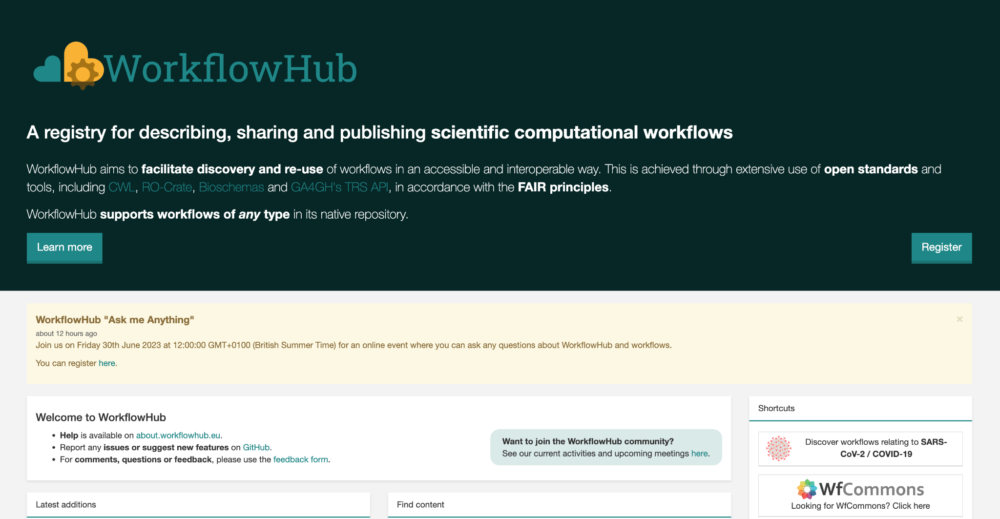 WorkflowHub
A registry for describing, sharing and publishing scientific computational workflows
WorkflowHub aims to facilitate discovery and re-use of workflows in an accessible and interoperable way. This is achieved through extensive use of open standards and
tools, including CWL, RO-Crate, Bioschemas and GA4GH's TRS API, in accordance with the FAIR principles.
WorkflowHub supports workflows of any type in its native repository.
Learn more
Register
WorkflowHub "Ask me Anything"
×
about 12 hours ago
Join us on Friday 30th June 2023 at 12:00:00 GMT+0100 (British Summer Time) for an online event where you can ask any questions about WorkflowHub and workflows.
You can register here.
Welcome to WorkflowHub
• Help is available on about.workflowhub.eu.
• Report any issues or suggest new features on GitHub.
• For comments, questions or feedback, please use the feedback form.
Want to join the WorkflowHub community?
See our current activities and upcoming meetings here.
Shortcuts
Discover workflows relating to SARS-
CoV-2 / COVID-19
WfCommons
Looking for WfCommons? Click here
Latest additions
Find content